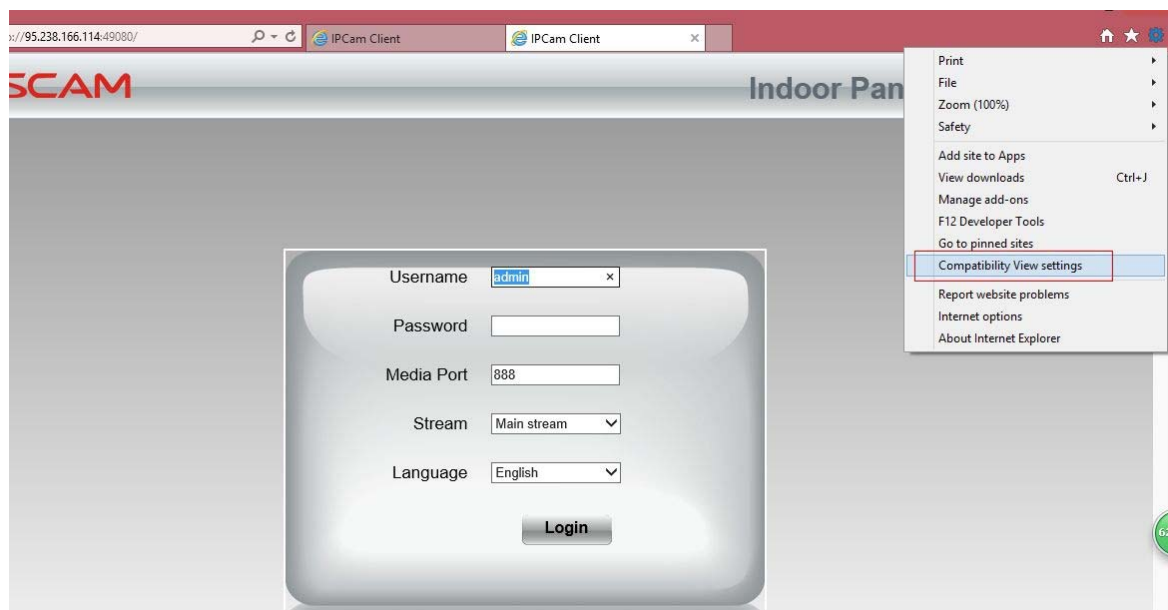 ://95.238.166.114:49080/
IPCam Client
IPCam Client
SCAM
Indoor Pan
Print
File
Zoom (100%)
Safety
Add site to Apps
View downloads Ctrl+J
Manage add-ons
F12 Developer Tools
Go to pinned sites
Compatibility View settings
Report website problems
Internet options
About Internet Explorer
Username admin
Password
Media Port 888
Stream Main stream
Language English
Login